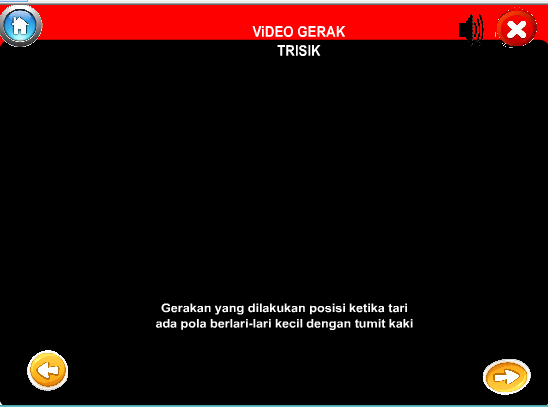 ViDEO GERAK
TRISIK
Gerakan yang dilakukan posisi ketika tari
ada pola berlari-lari kecil dengan tumit kaki